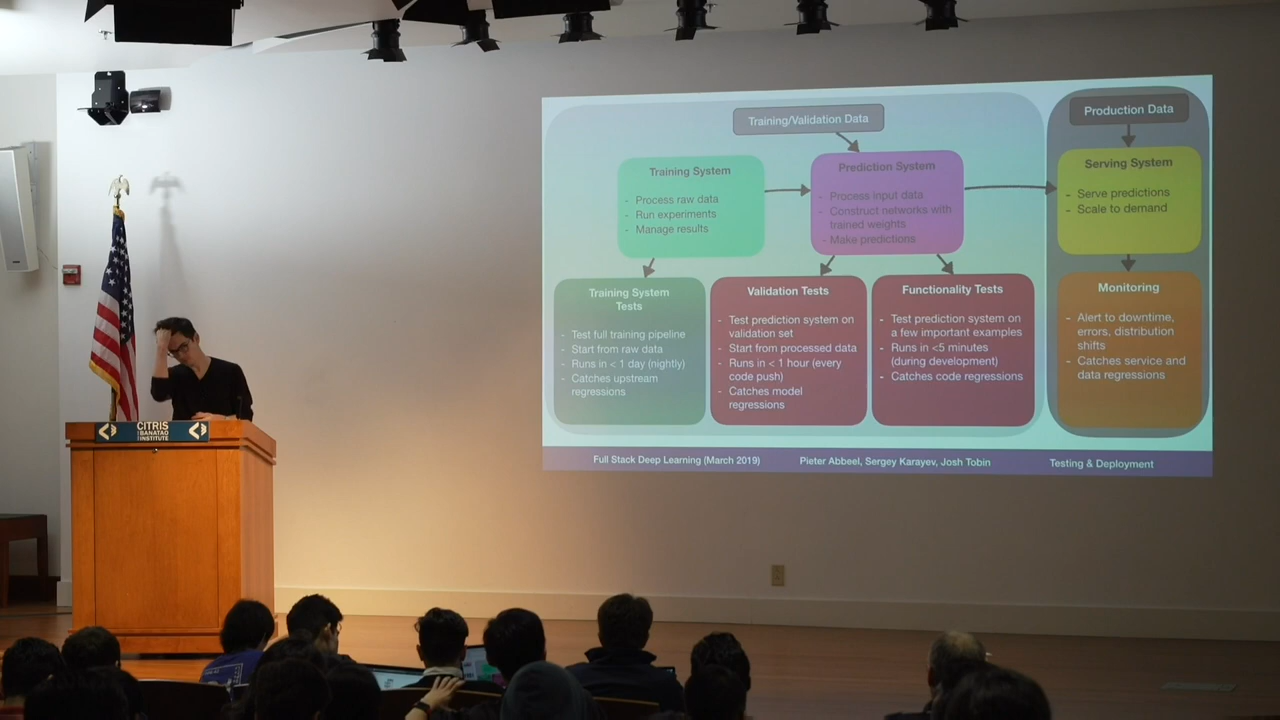 Training/Validation Data
Production Data
Training System
- Process raw data
- Run experiments
- Manage results
Prediction System
- Process input data
- Construct networks with
trained weights
- Make predictions
Serving System
- Serve predictions
- Scale to demand
Training System
Tests
- Test full training pipeline
- Start from raw data
- Runs in < 1 day (nightly)
- Catches upstream
regressions
Validation Tests
- Test prediction system on
validation set
- Start from processed data
- Runs in < 1 hour (every
code push)
- Catches model
regressions
Functionality Tests
- Test prediction system on
a few important examples
- Runs in <5 minutes
(during development)
- Catches code regressions
Monitoring
- Alert to downtime,
errors, distribution
shifts
- Catches service and
data regressions
Full Stack Deep Learning (March 2019)
Pieter Abbeel, Sergey Karayev, Josh Tobin
Testing & Deployment
CITRIS
BANATAO
INSTITUTE